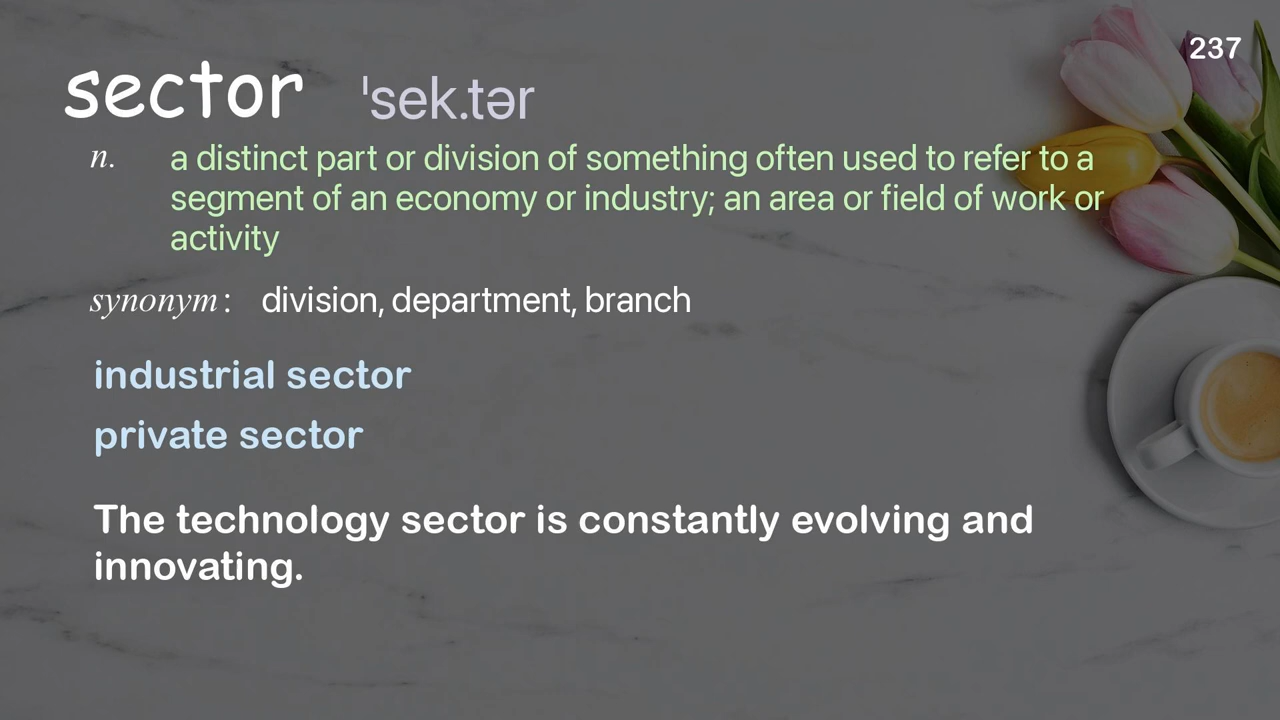 237
sector ˈsek.tər
n. a distinct part or division of something often used to refer to a
segment of an economy or industry; an area or field of work or
activity
synonym: division, department, branch
industrial sector
private sector
The technology sector is constantly evolving and
innovating.